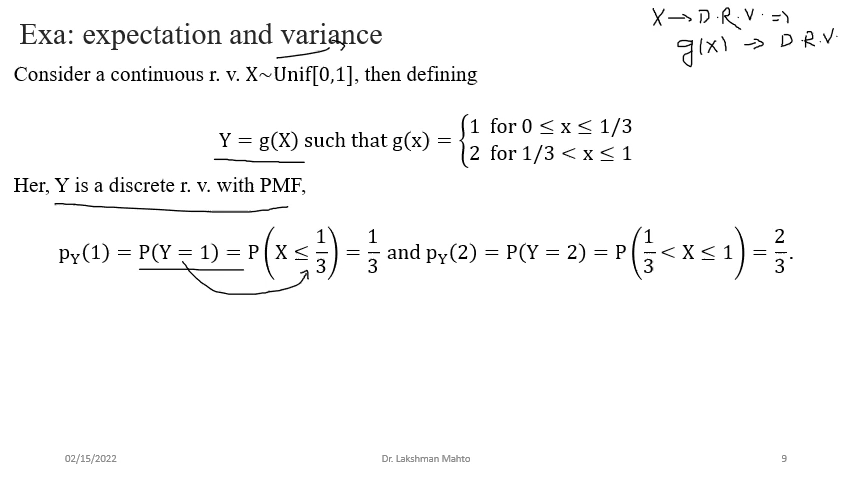 Exa: expectation and variance
X → D.R.V. ⇒
g(x) → D.R.V.
Consider a continuous r. v. X~Unif[0,1], then defining
Y = g(X) such that g(x) = {1 for 0 ≤ x ≤ 1/3
2 for 1/3 < x ≤ 1
Her, Y is a discrete r. v. with PMF,
p_Y(1) = P(Y = 1) = P(X ≤ 1/3) = 1/3 and p_Y(2) = P(Y = 2) = P(1/3 < X ≤ 1) = 2/3.
02/15/2022
Dr. Lakshman Mahto
9